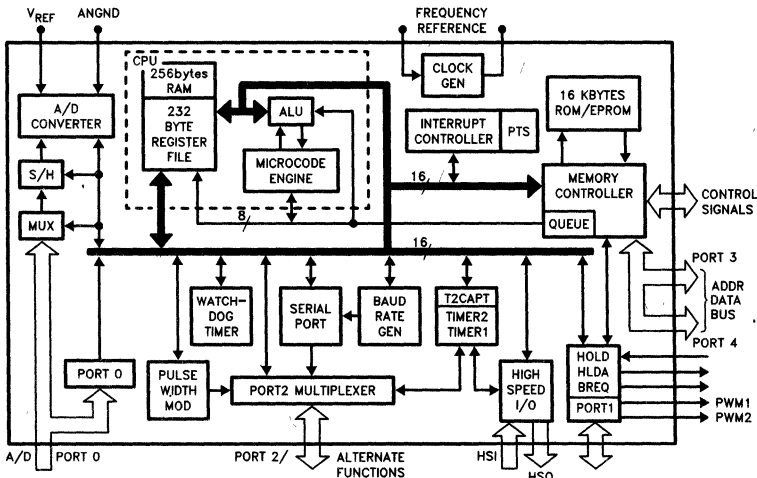 VREF
ANGND
FREQUENCY
REFERENCE
CPU
256bytes
RAM
232
BYTE
REGISTER
FILE
ALU
MICROCODE
ENGINE
CLOCK
GEN
A/D
CONVERTER
S/H
MUX
INTERRUPT
CONTROLLER
PTS
16 KBYTES
ROM/EPROM
MEMORY
CONTROLLER
QUEUE
CONTROL
SIGNALS
16
8
16
PORT 3
ADDR
DATA
BUS
PORT 4
WATCH-
DOG
TIMER
SERIAL
PORT
BAUD
RATE
GEN
T2CAPT
TIMER2
TIMER1
PORT 0
PULSE
WIDTH
MOD
PORT2 MULTIPLEXER
HIGH
SPEED
I/O
HOLD
HLDA
BREQ
PORT1
PWM1
PWM2
A/D
PORT 0
PORT 2/
ALTERNATE
FUNCTIONS
HSI
HSO